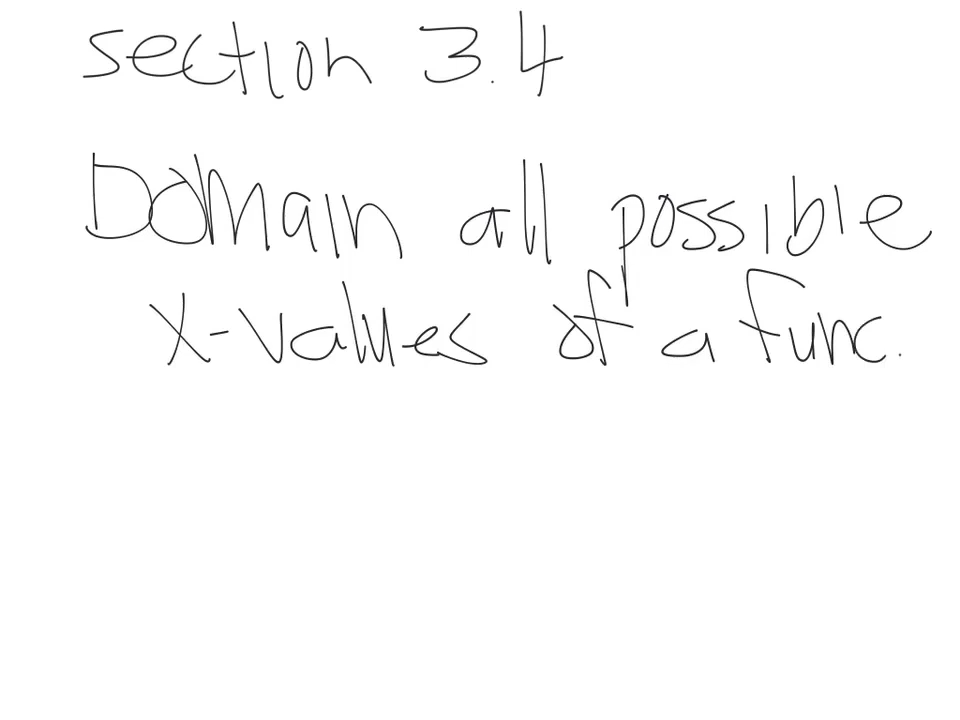 section 3.4
Domain all possible
x-values of a func.